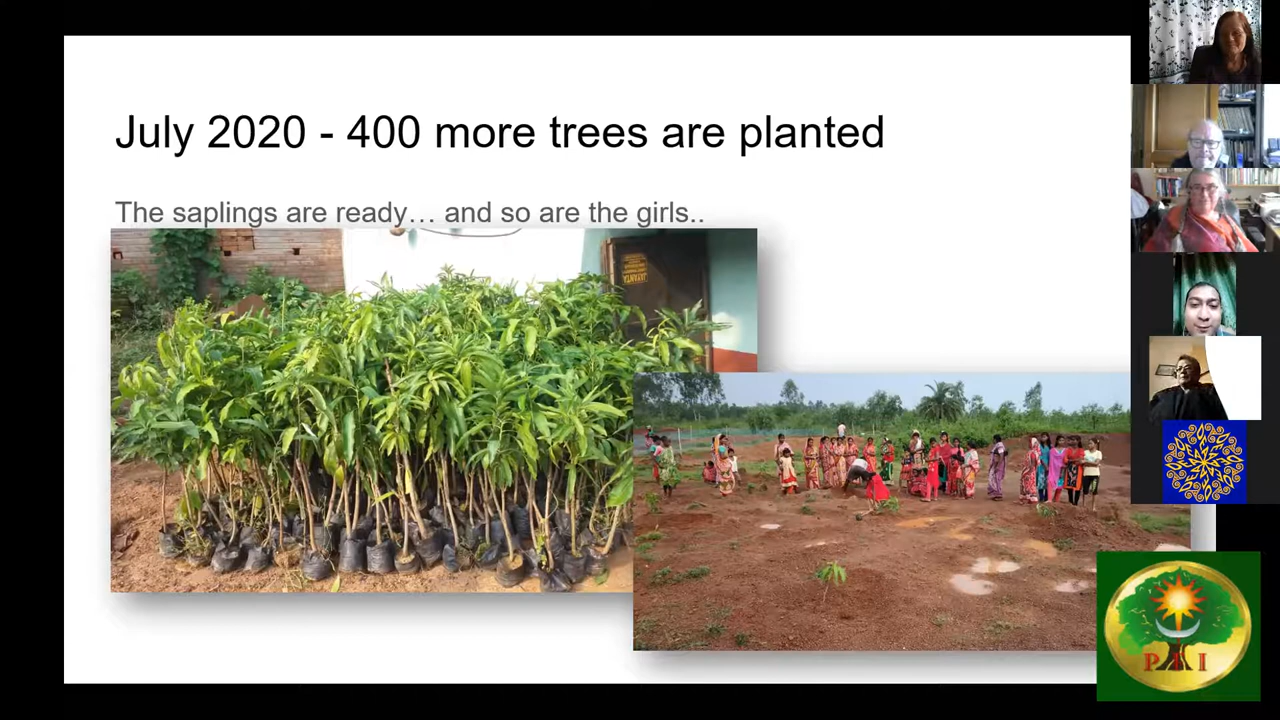 July 2020 - 400 more trees are planted
The saplings are ready… and so are the girls..
P I I